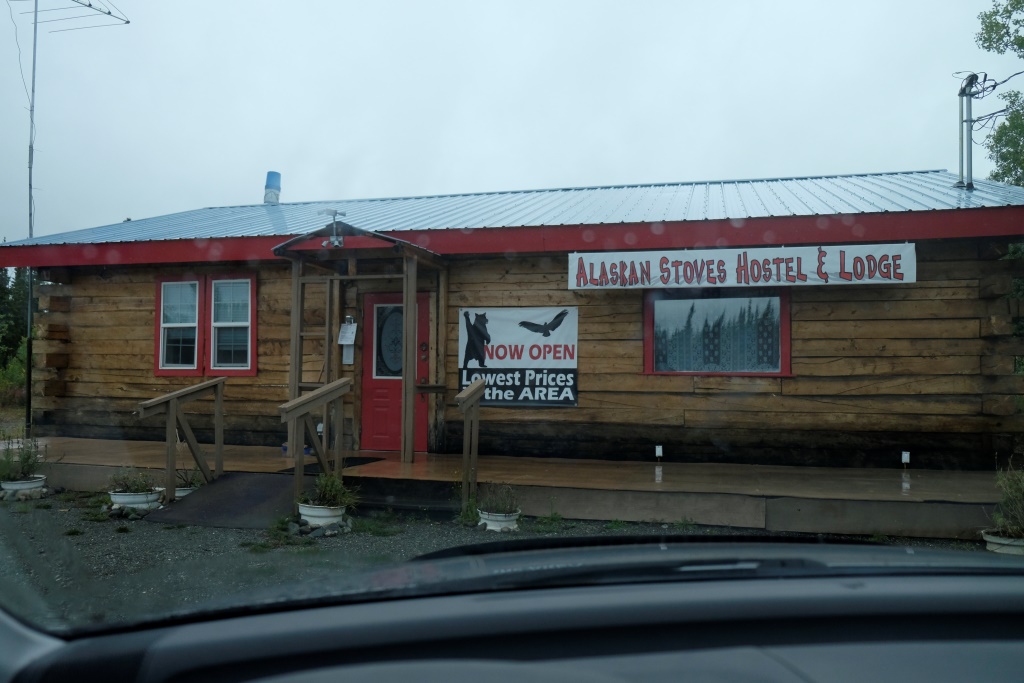 ALASKAN STOVES HOSTEL & LODGE
NOW OPEN
Lowest Prices
the AREA